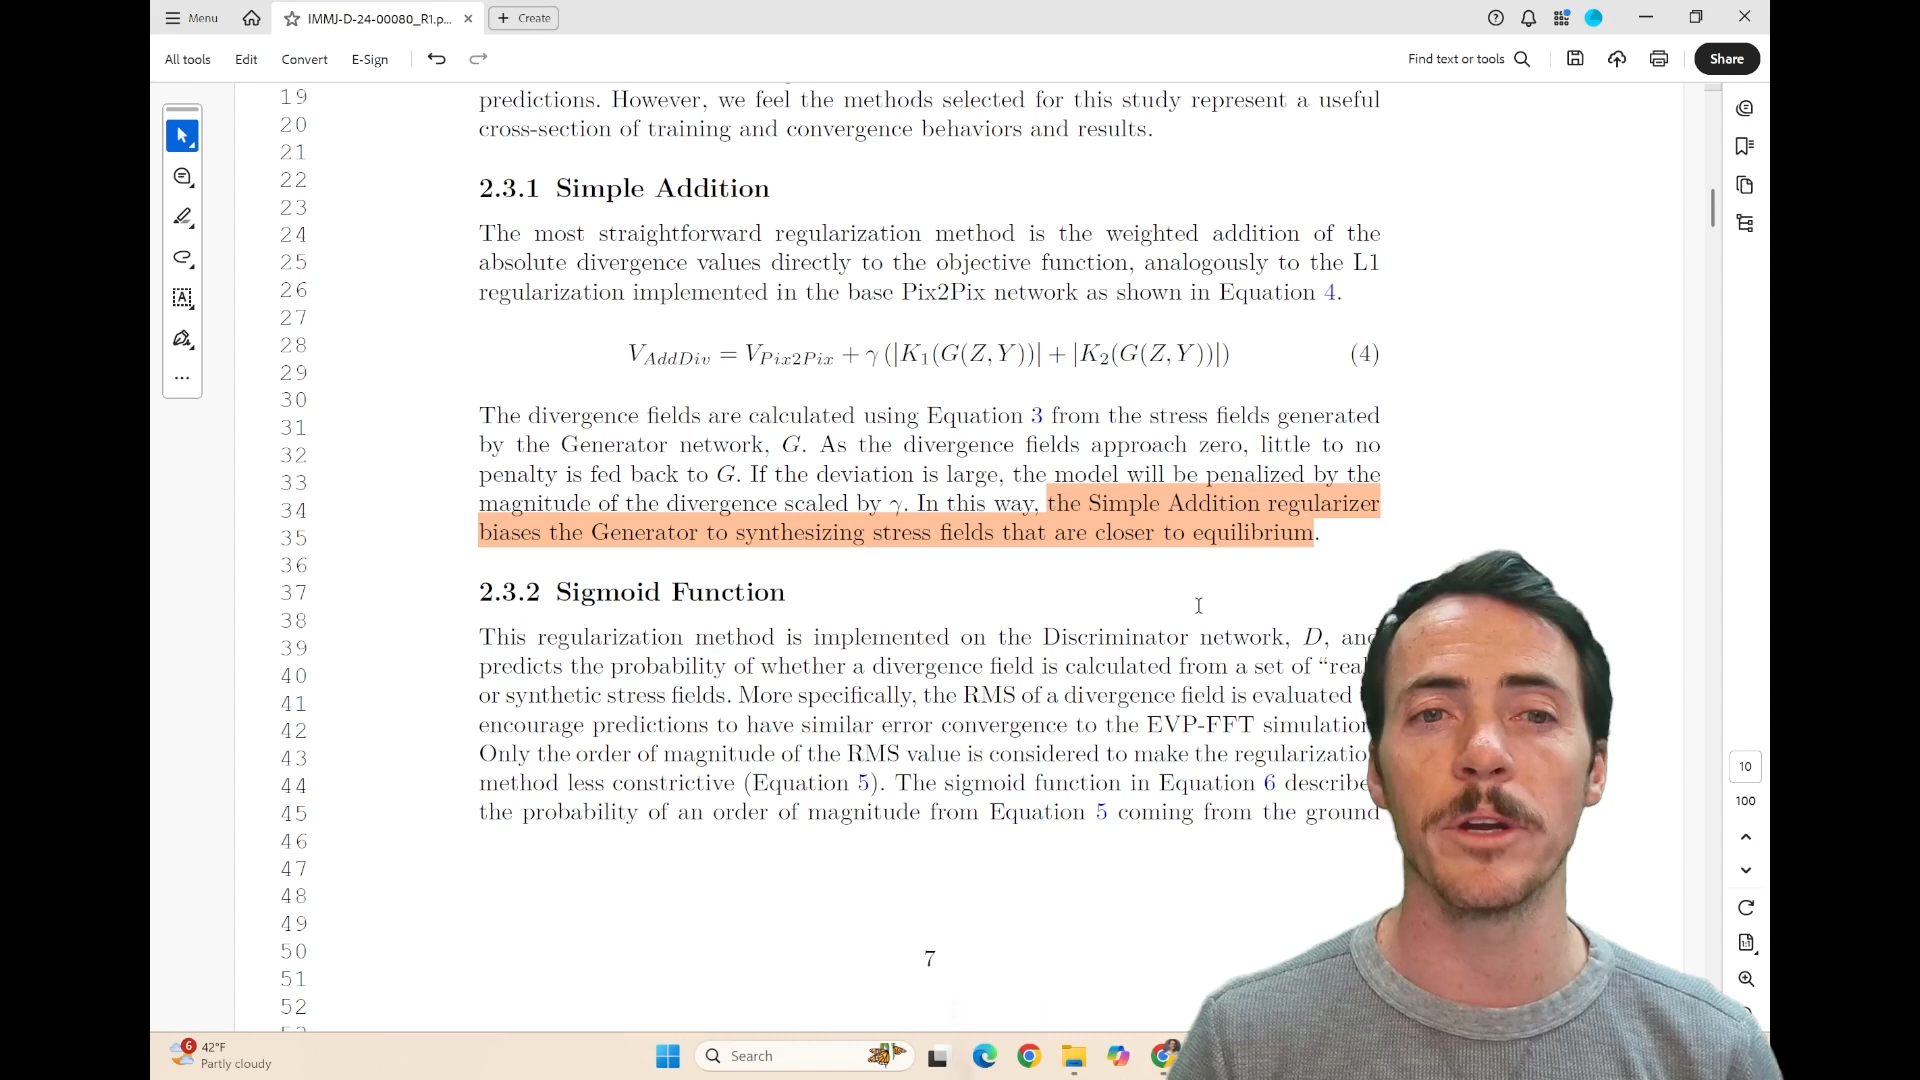 Menu
IMMJ-D-24-00080_R1.p...
Create
All tools
Edit
Convert
E-Sign
Find text or tools
Share
19
20
21
22
23
24
25
26
27
28
29
30
31
32
33
34
35
36
37
38
39
40
41
42
43
44
45
46
47
48
49
50
51
52
predictions. However, we feel the methods selected for this study represent a useful
cross-section of training and convergence behaviors and results.
2.3.1 Simple Addition
The most straightforward regularization method is the weighted addition of the
absolute divergence values directly to the objective function, analogously to the L1
regularization implemented in the base Pix2Pix network as shown in Equation 4.
V_AddDiv = V_Pix2Pix + γ (|K₁(G(Z, Y))| + |K₂(G(Z, Y))|) (4)
The divergence fields are calculated using Equation 3 from the stress fields generated
by the Generator network, G. As the divergence fields approach zero, little to no
penalty is fed back to G. If the deviation is large, the model will be penalized by the
magnitude of the divergence scaled by γ. In this way, the Simple Addition regularizer
biases the Generator to synthesizing stress fields that are closer to equilibrium.
2.3.2 Sigmoid Function
This regularization method is implemented on the Discriminator network, D, and
predicts the probability of whether a divergence field is calculated from a set of “real
or synthetic stress fields. More specifically, the RMS of a divergence field is evaluated
encourage predictions to have similar error convergence to the EVP-FFT simulation
Only the order of magnitude of the RMS value is considered to make the regularizatio
method less constrictive (Equation 5). The sigmoid function in Equation 6 describe
the probability of an order of magnitude from Equation 5 coming from the ground
7
10
100
1:1
6
42°F
Partly cloudy
Search